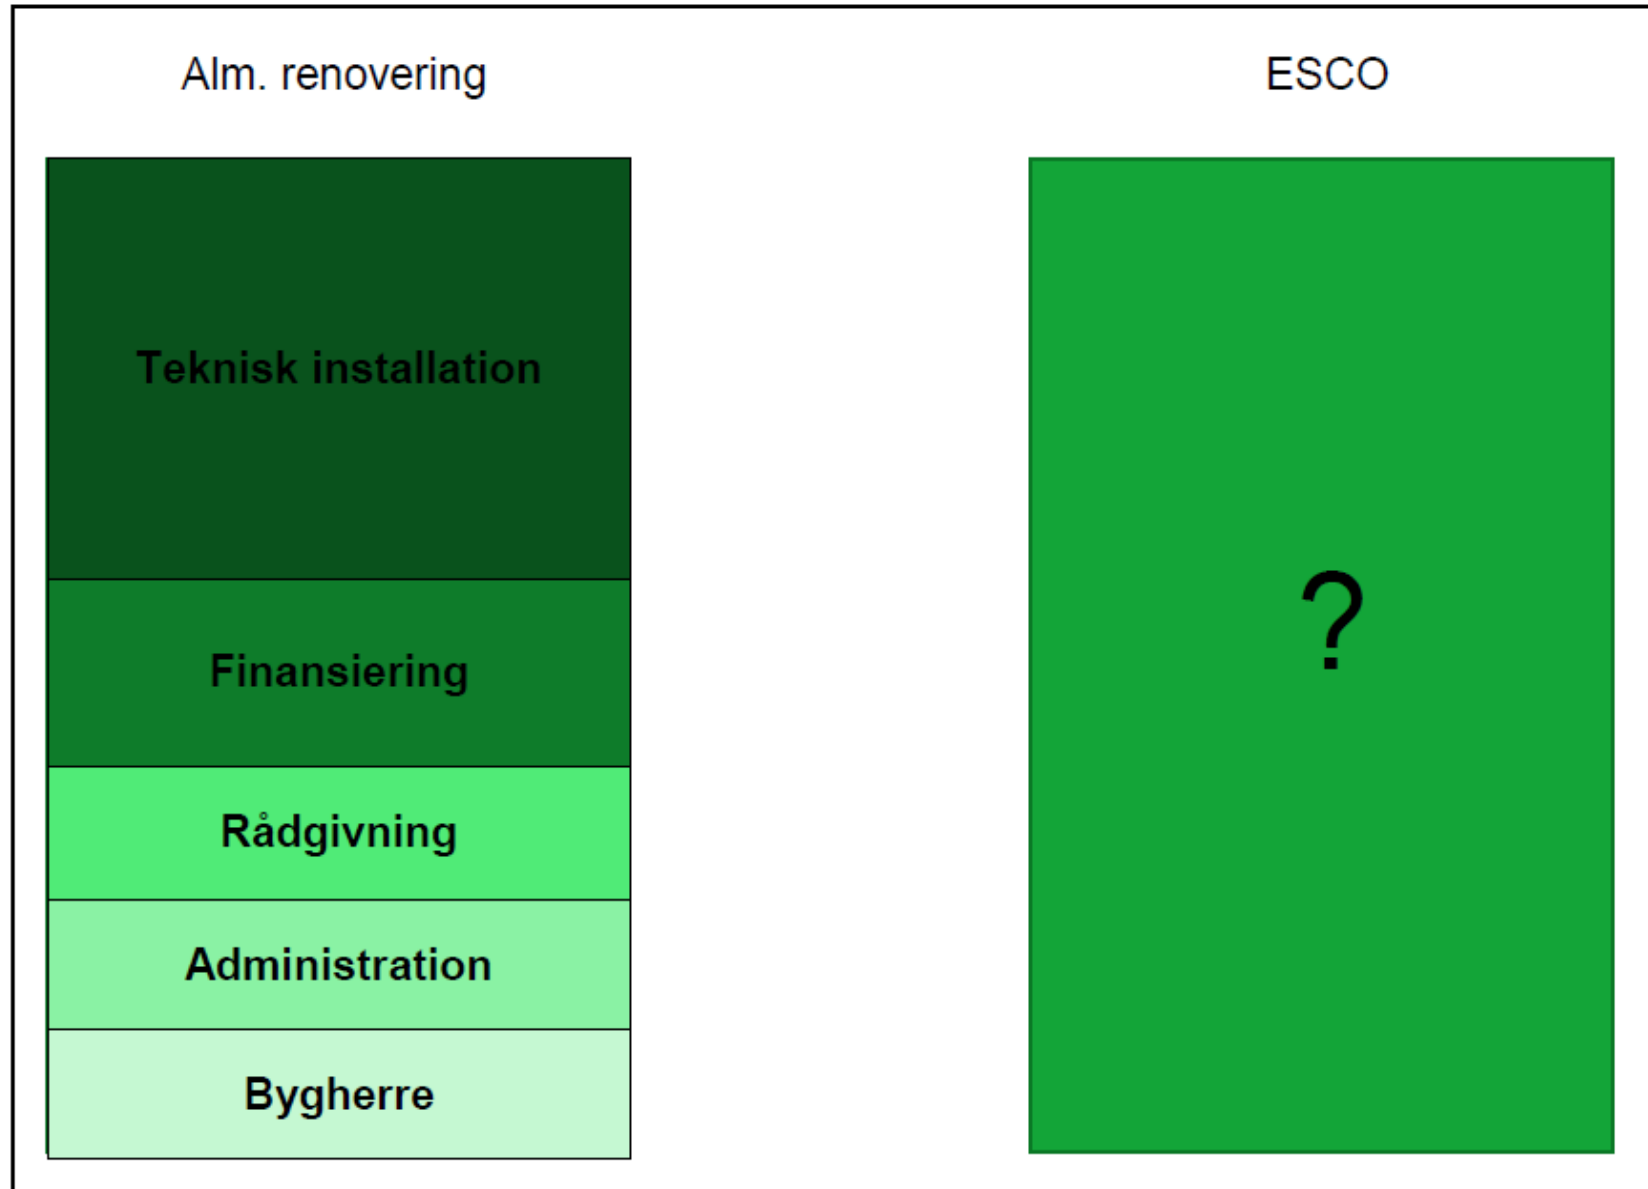 Alm. renovering
ESCO
Teknisk installation
Finansiering
Rådgivning
Administration
Bygherre
?